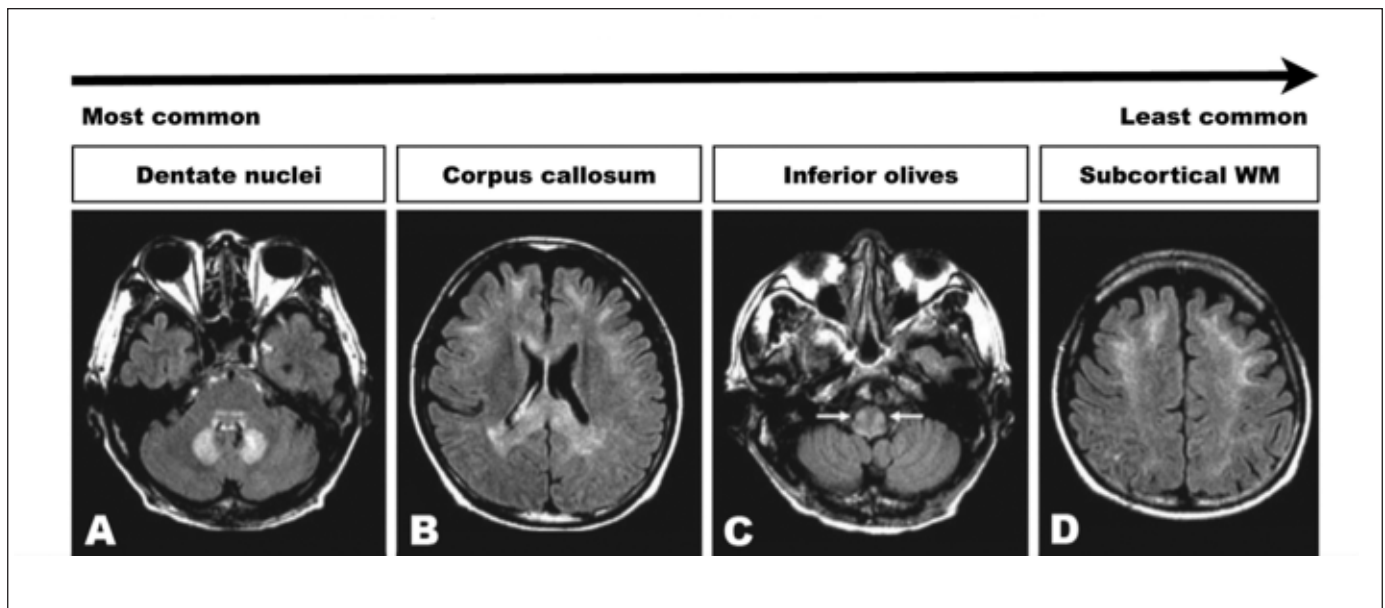 Most common
Least common
Dentate nuclei
Corpus callosum
Inferior olives
Subcortical WM
A
B
C
D